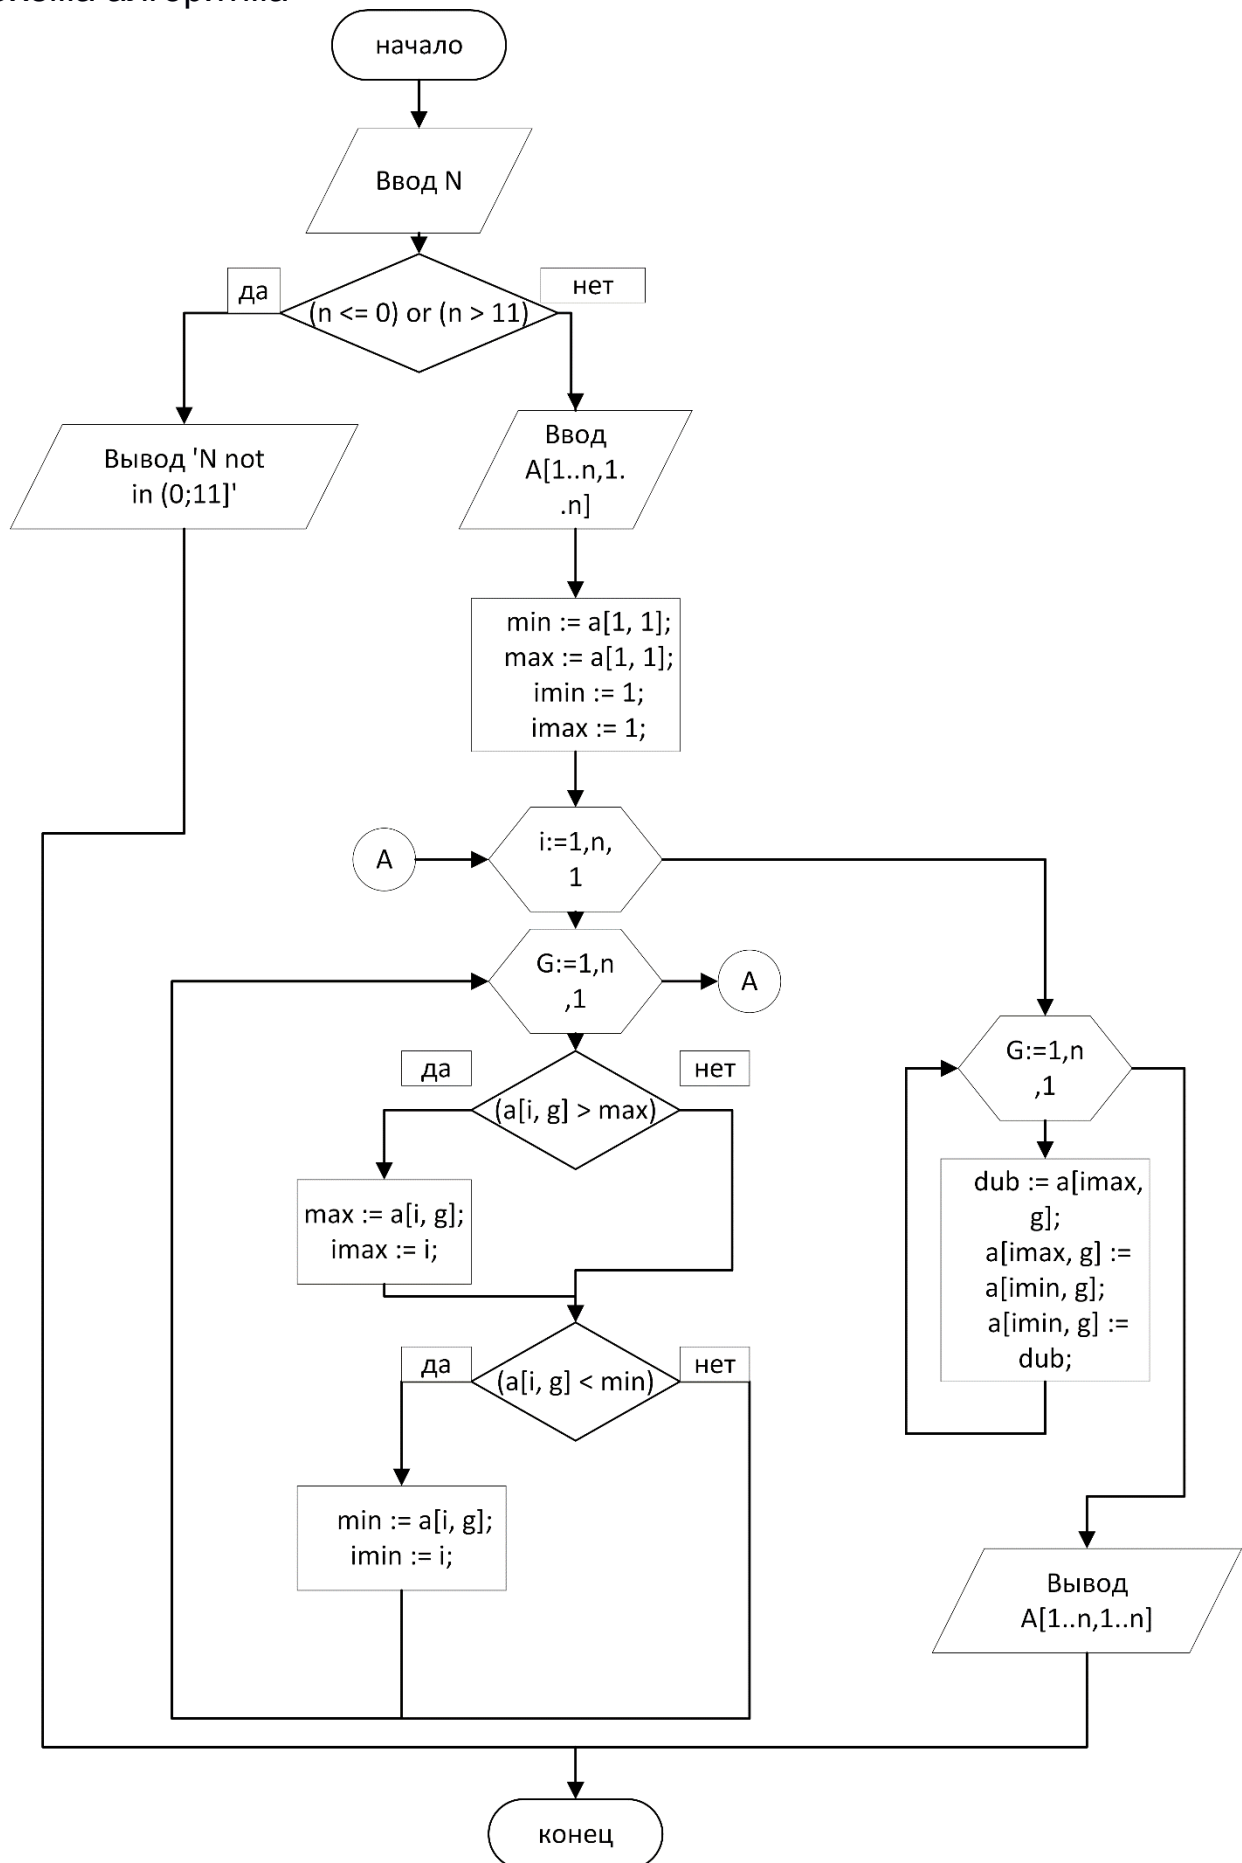 начало
Ввод N
да
нет
(n <= 0) or (n > 11)
Вывод 'N not
in (0;11]'
Ввод
A[1..n,1.
.n]
min := a[1, 1];
max := a[1, 1];
imin := 1;
imax := 1;
A
i:=1,n,
1
G:=1,n
,1
A
да
нет
(a[i, g] > max)
max := a[i, g];
imax := i;
да
нет
(a[i, g] < min)
min := a[i, g];
imin := i;
G:=1,n
,1
dub := a[imax,
g];
a[imax, g] :=
a[imin, g];
a[imin, g] :=
dub;
Вывод
A[1..n,1..n]
конец